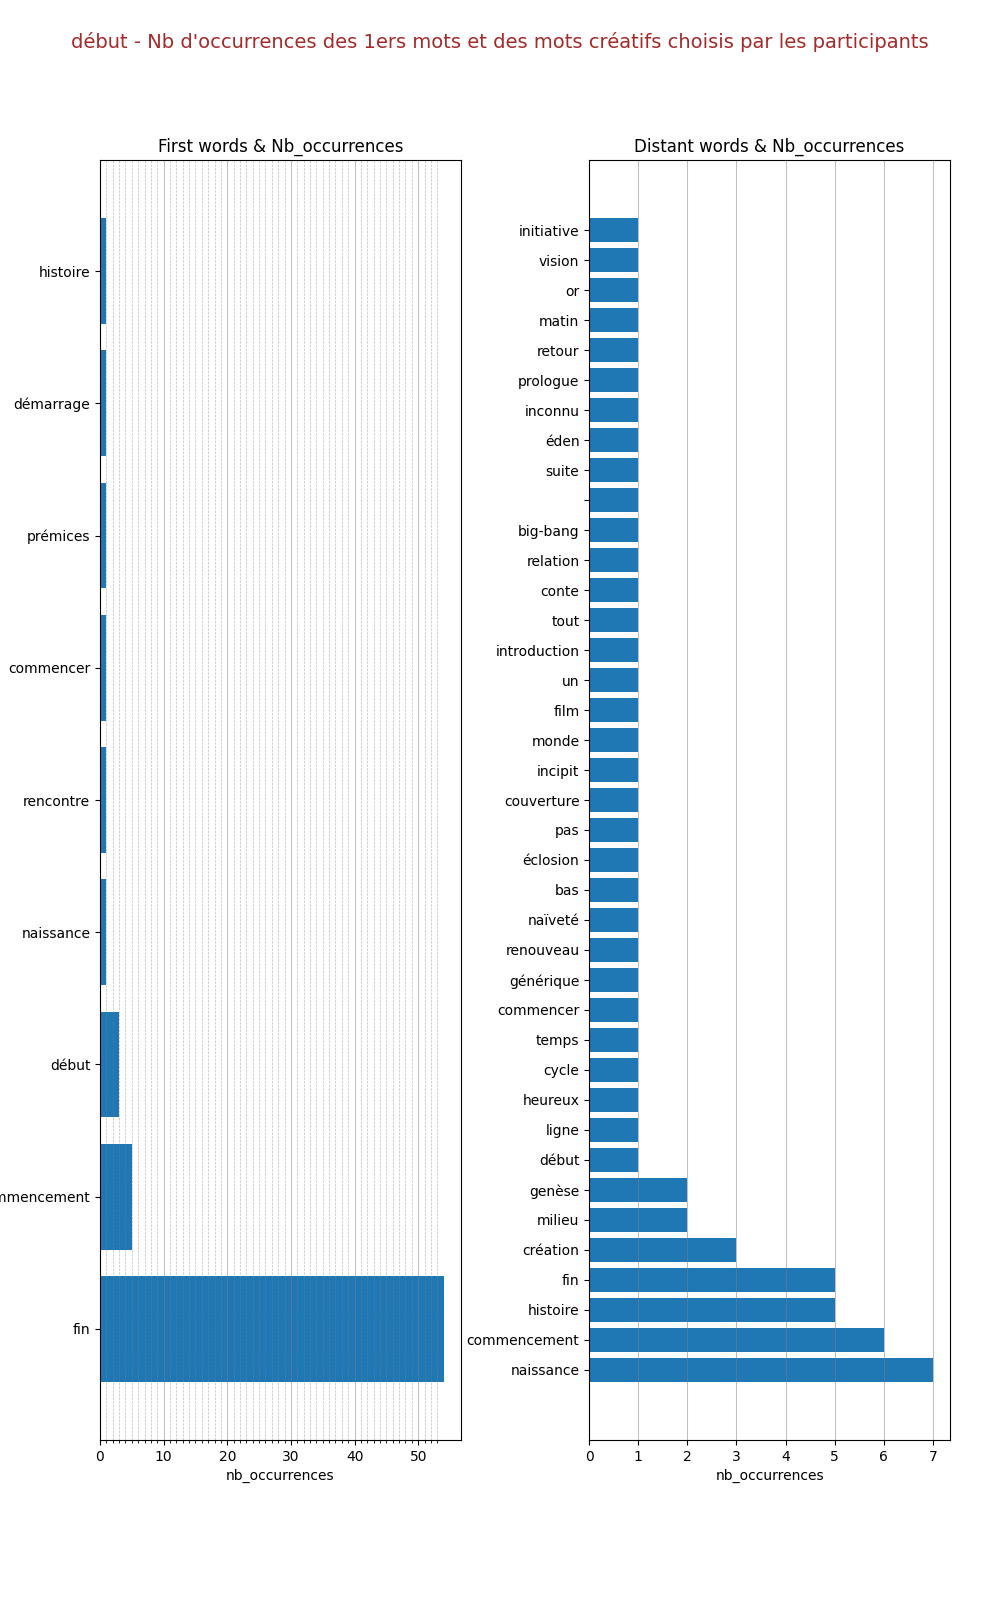 début - Nb d'occurrences des 1ers mots et des mots créatifs choisis par les participants
First words & Nb_occurrences
histoire
démarrage
prémices
commencer
rencontre
naissance
début
mmencement
fin
0 10 20 30 40 50
nb_occurrences
Distant words & Nb_occurrences
initiative
vision
or
matin
retour
prologue
inconnu
éden
suite
big-bang
relation
conte
tout
introduction
un
film
monde
incipit
couverture
pas
éclosion
bas
naïveté
renouveau
générique
commencer
temps
cycle
heureux
ligne
début
genèse
milieu
création
fin
histoire
commencement
naissance
0 1 2 3 4 5 6 7
nb_occurrences